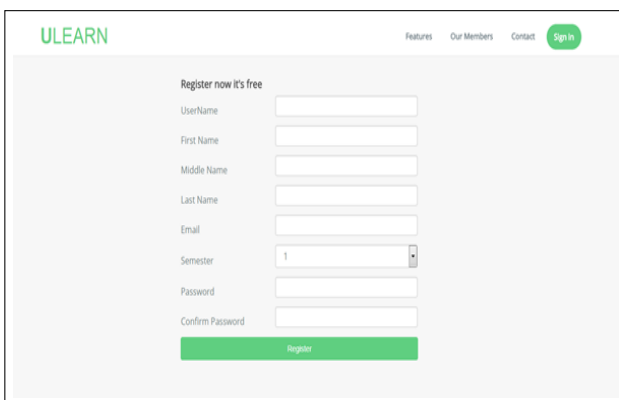 ULEARN
Features Our Members Contact Sign in
Register now it's free
UserName
First Name
Middle Name
Last Name
Email
Semester 1
Password
Confirm Password
Register